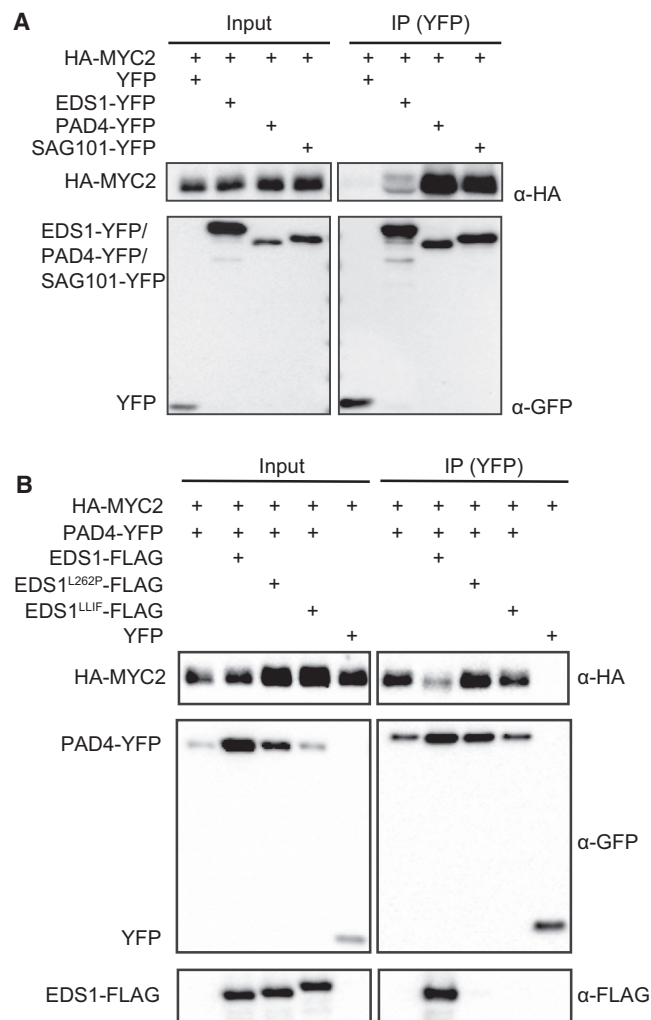 A
Input IP (YFP)
HA-MYC2 + + + + + + + +
YFP + +
EDS1-YFP + +
PAD4-YFP + +
SAG101-YFP + +
HA-MYC2 α-HA
EDS1-YFP/
PAD4-YFP/
SAG101-YFP
YFP α-GFP
B
Input IP (YFP)
HA-MYC2 + + + + + + + + + +
PAD4-YFP + + + + + + + +
EDS1-FLAG + +
EDS1L262P-FLAG + +
EDS1LLIF-FLAG + +
YFP + +
HA-MYC2 α-HA
PAD4-YFP
α-GFP
YFP
EDS1-FLAG α-FLAG